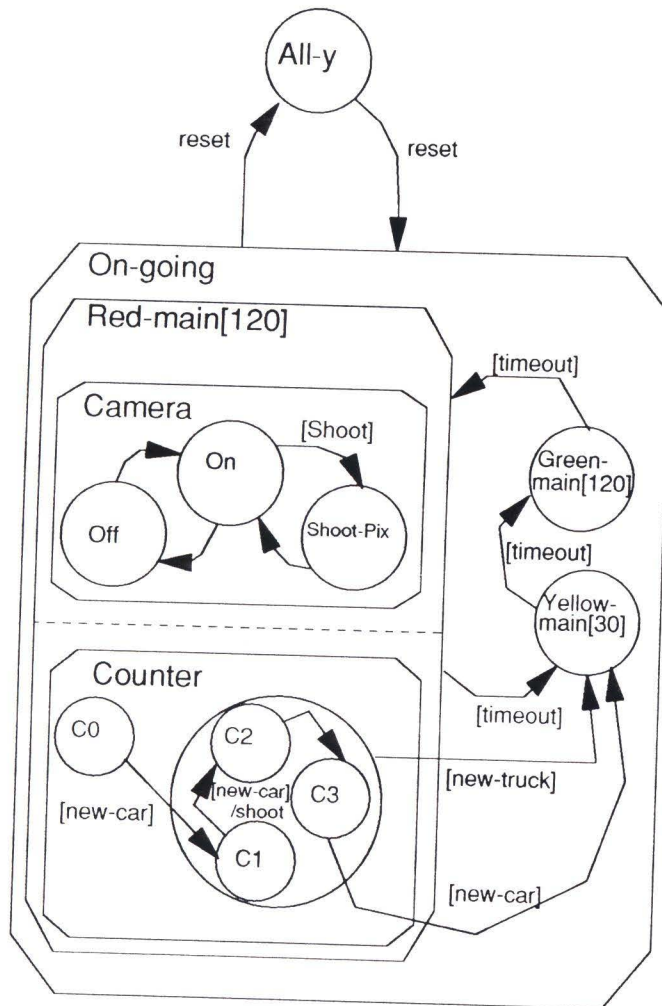 All-y
reset
reset
On-going
Red-main[120]
[timeout]
Camera
[Shoot]
On
Green-
main[120]
Off
Shoot-Pix
[timeout]
Yellow-
main[30]
Counter
[timeout]
C0
C2
[new-truck]
[new-car]
/shoot
C3
[new-car]
C1
[new-car]